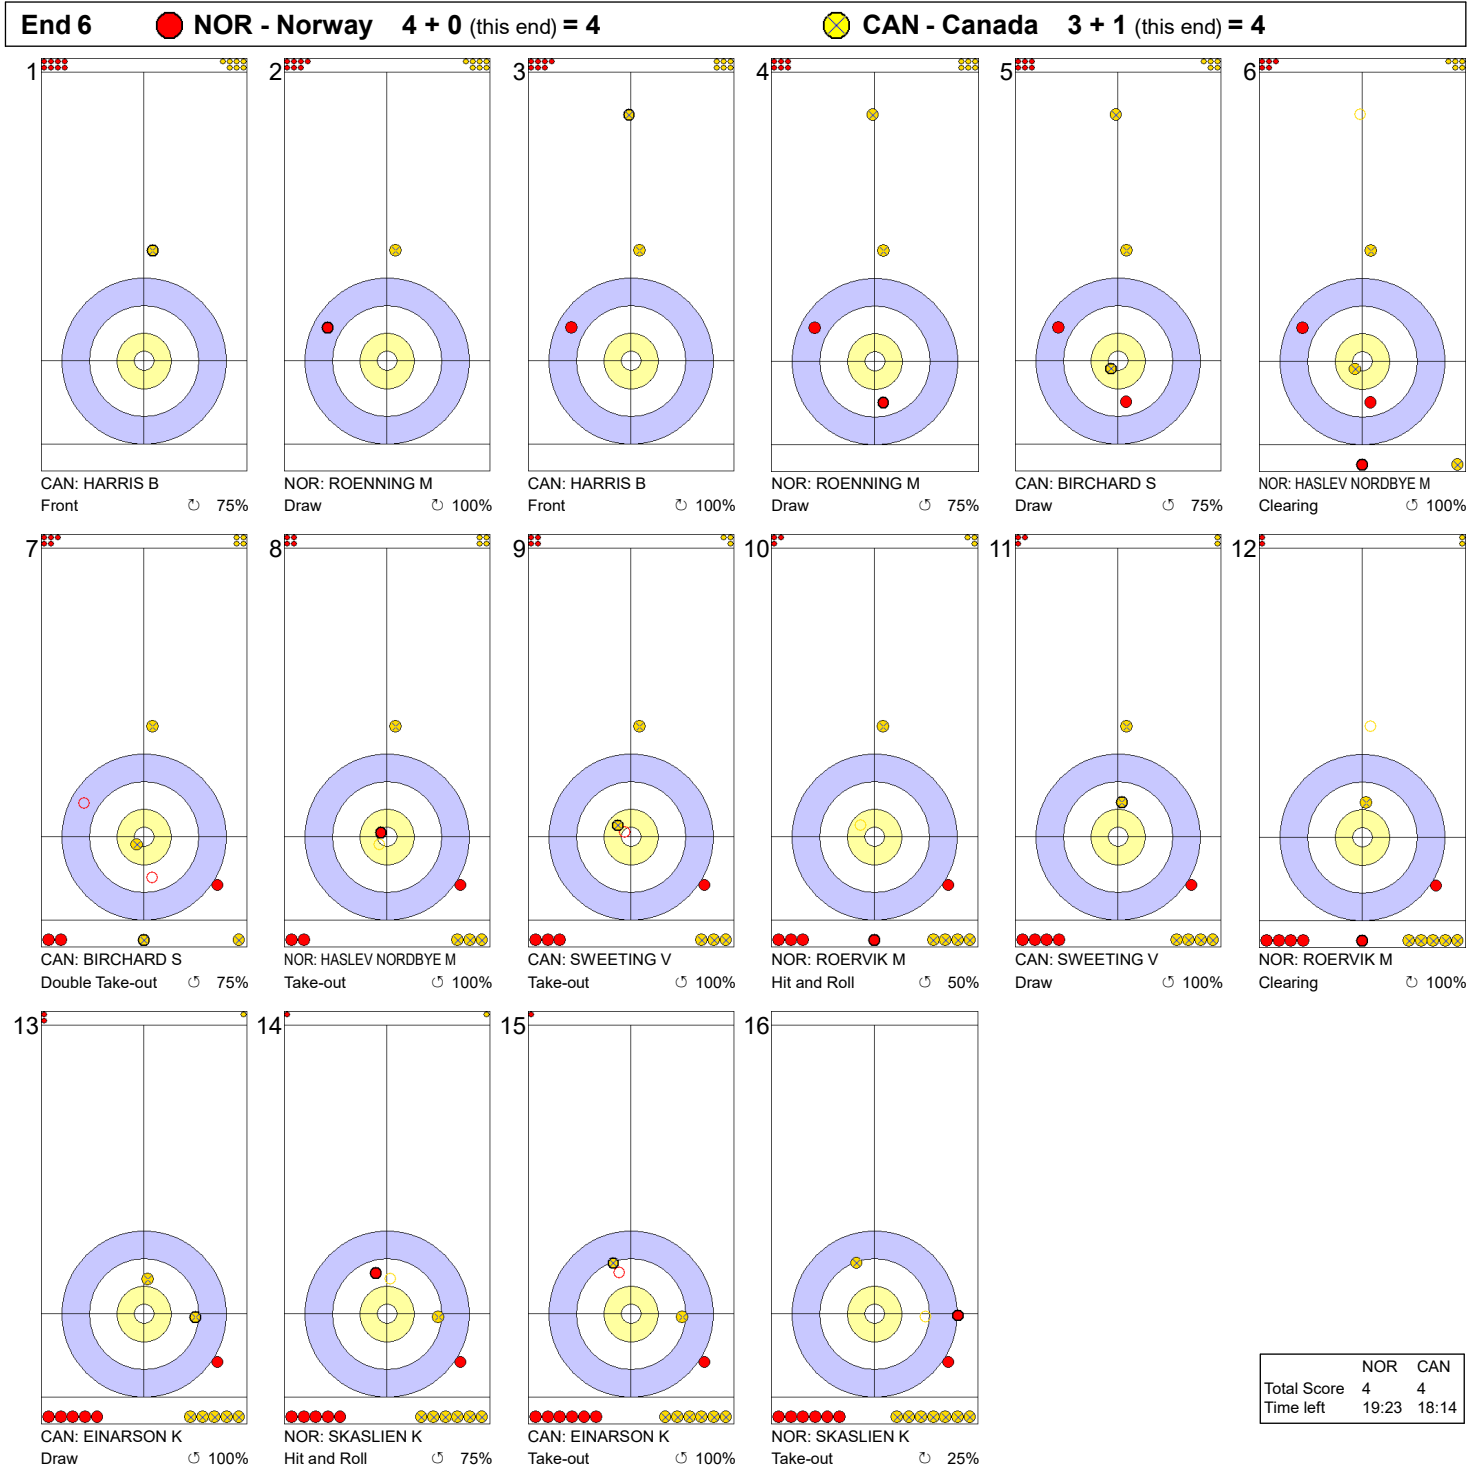 End 6 NOR - Norway 4 + 0 (this end) = 4 CAN - Canada 3 + 1 (this end) = 4
1 2 3 4 5 6
CAN: HARRIS B NOR: ROENNING M CAN: HARRIS B NOR: ROENNING M CAN: BIRCHARD S NOR: HASLEV NORDBYE M
Front ↻ 75% Draw ↺ 100% Front ↺ 100% Draw ↺ 75% Draw ↻ 75% Clearing ↺ 100%
7 8 9 10 11 12
CAN: BIRCHARD S NOR: HASLEV NORDBYE M CAN: SWEETING V NOR: ROERVIK M CAN: SWEETING V NOR: ROERVIK M
Double Take-out ↺ 75% Take-out ↺ 100% Take-out ↺ 100% Hit and Roll ↺ 50% Draw ↺ 100% Clearing ↻ 100%
13 14 15 16
CAN: EINARSON K NOR: SKASLIEN K CAN: EINARSON K NOR: SKASLIEN K
Draw ↺ 100% Hit and Roll ↺ 75% Take-out ↺ 100% Take-out ↻ 25%
NOR CAN
Total Score 4 4
Time left 19:23 18:14